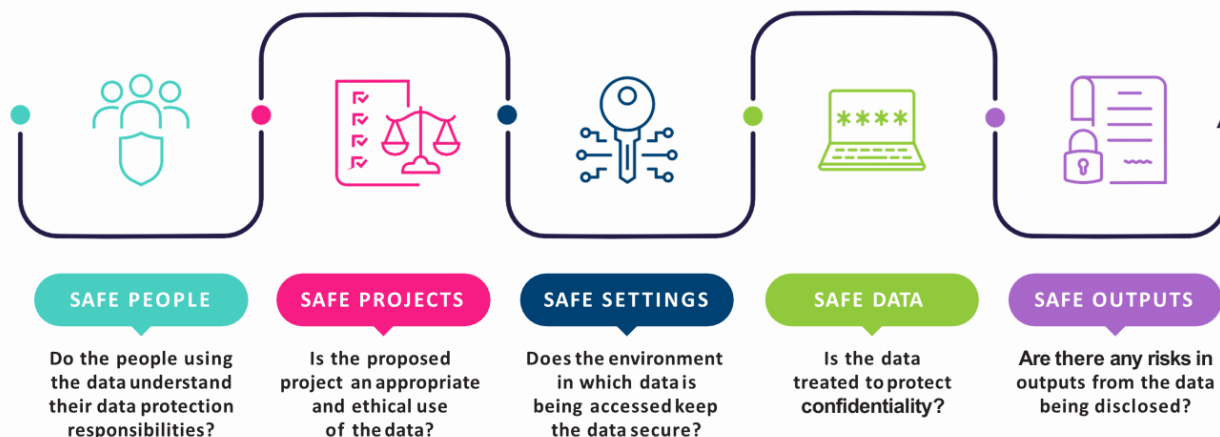 ****
SAFE PEOPLE
Do the people using
the data understand
their data protection
responsibilities?
SAFE PROJECTS
Is the proposed
project an appropriate
and ethical use
of the data?
SAFE SETTINGS
Does the environment
in which data is
being accessed keep
the data secure?
SAFE DATA
Is the data
treated to protect
confidentiality?
SAFE OUTPUTS
Are there any risks in
outputs from the data
being disclosed?